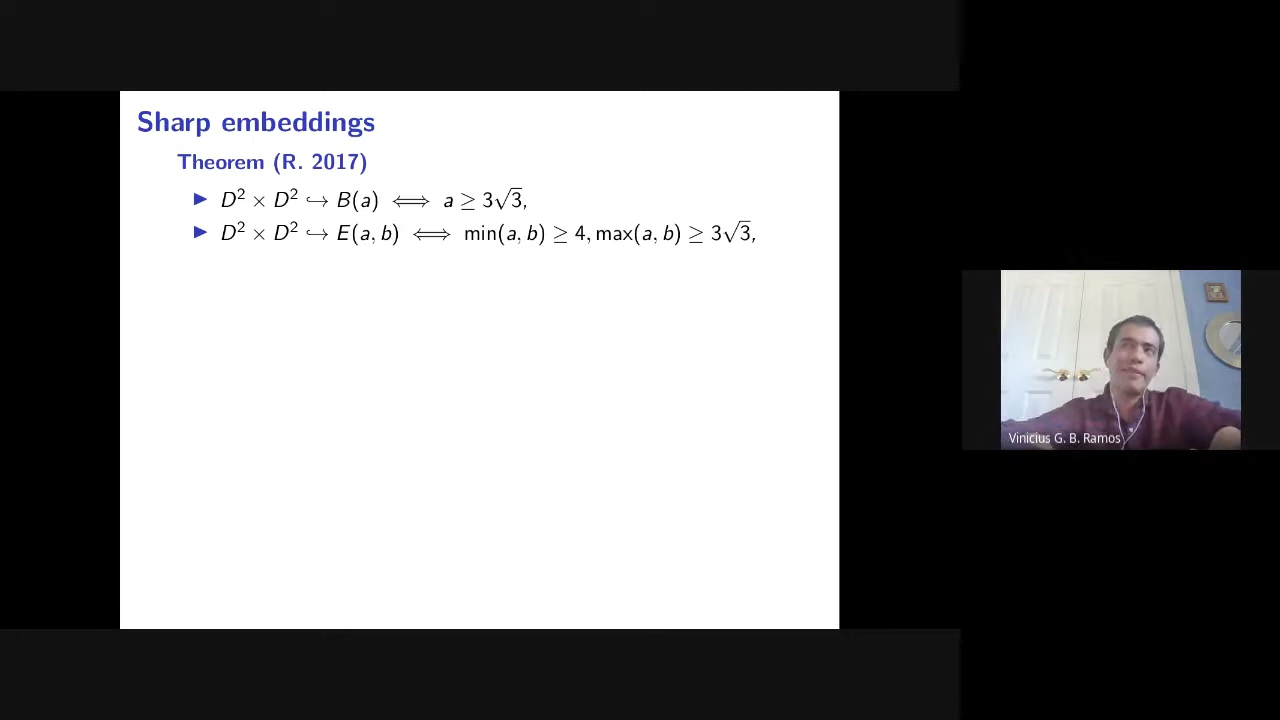 Sharp embeddings
Theorem (R. 2017)
▶ D² × D² ↪ B(a) ⟺ a ≥ 3√3,
▶ D² × D² ↪ E(a, b) ⟺ min(a, b) ≥ 4, max(a, b) ≥ 3√3,
Vinicius G. B. Ramos